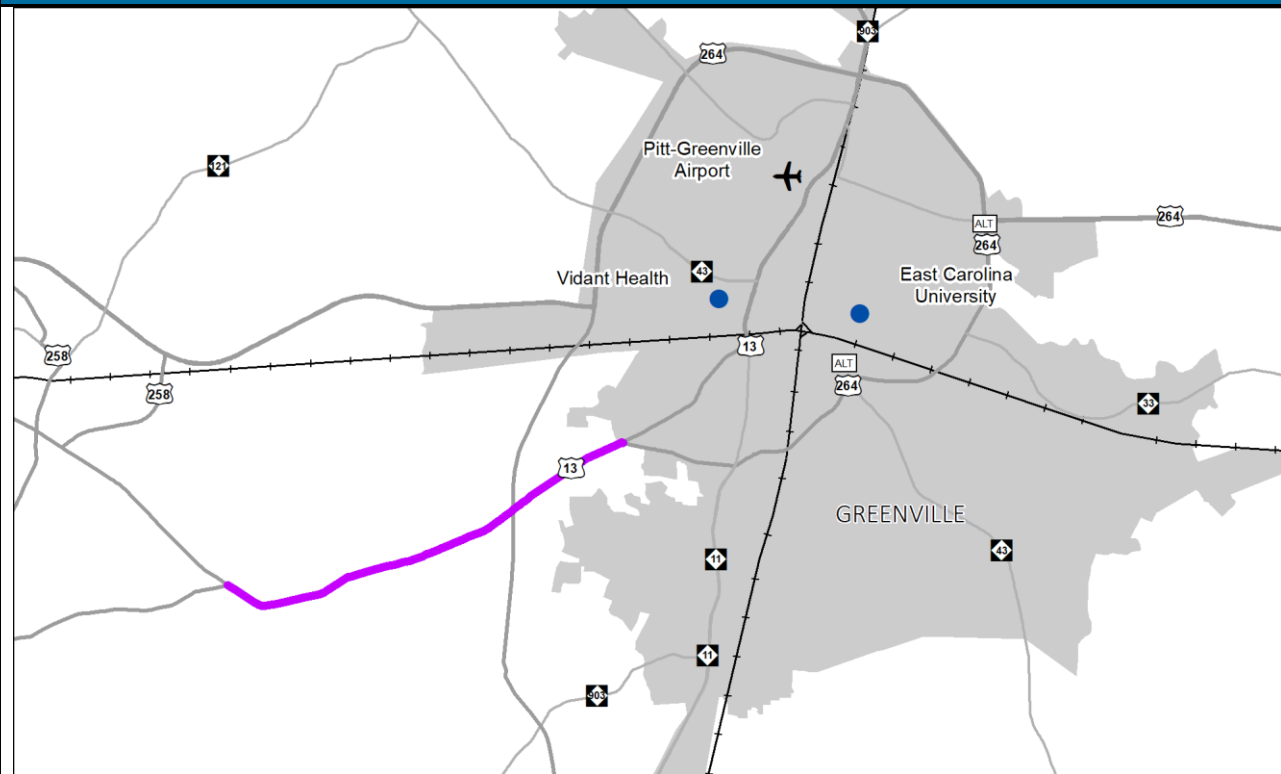 903
264
Pitt-Greenville
Airport
121
264
ALT
264
43
Vidant Health
East Carolina
University
13
258
ALT
264
258
33
13
GREENVILLE
43
11
11
903